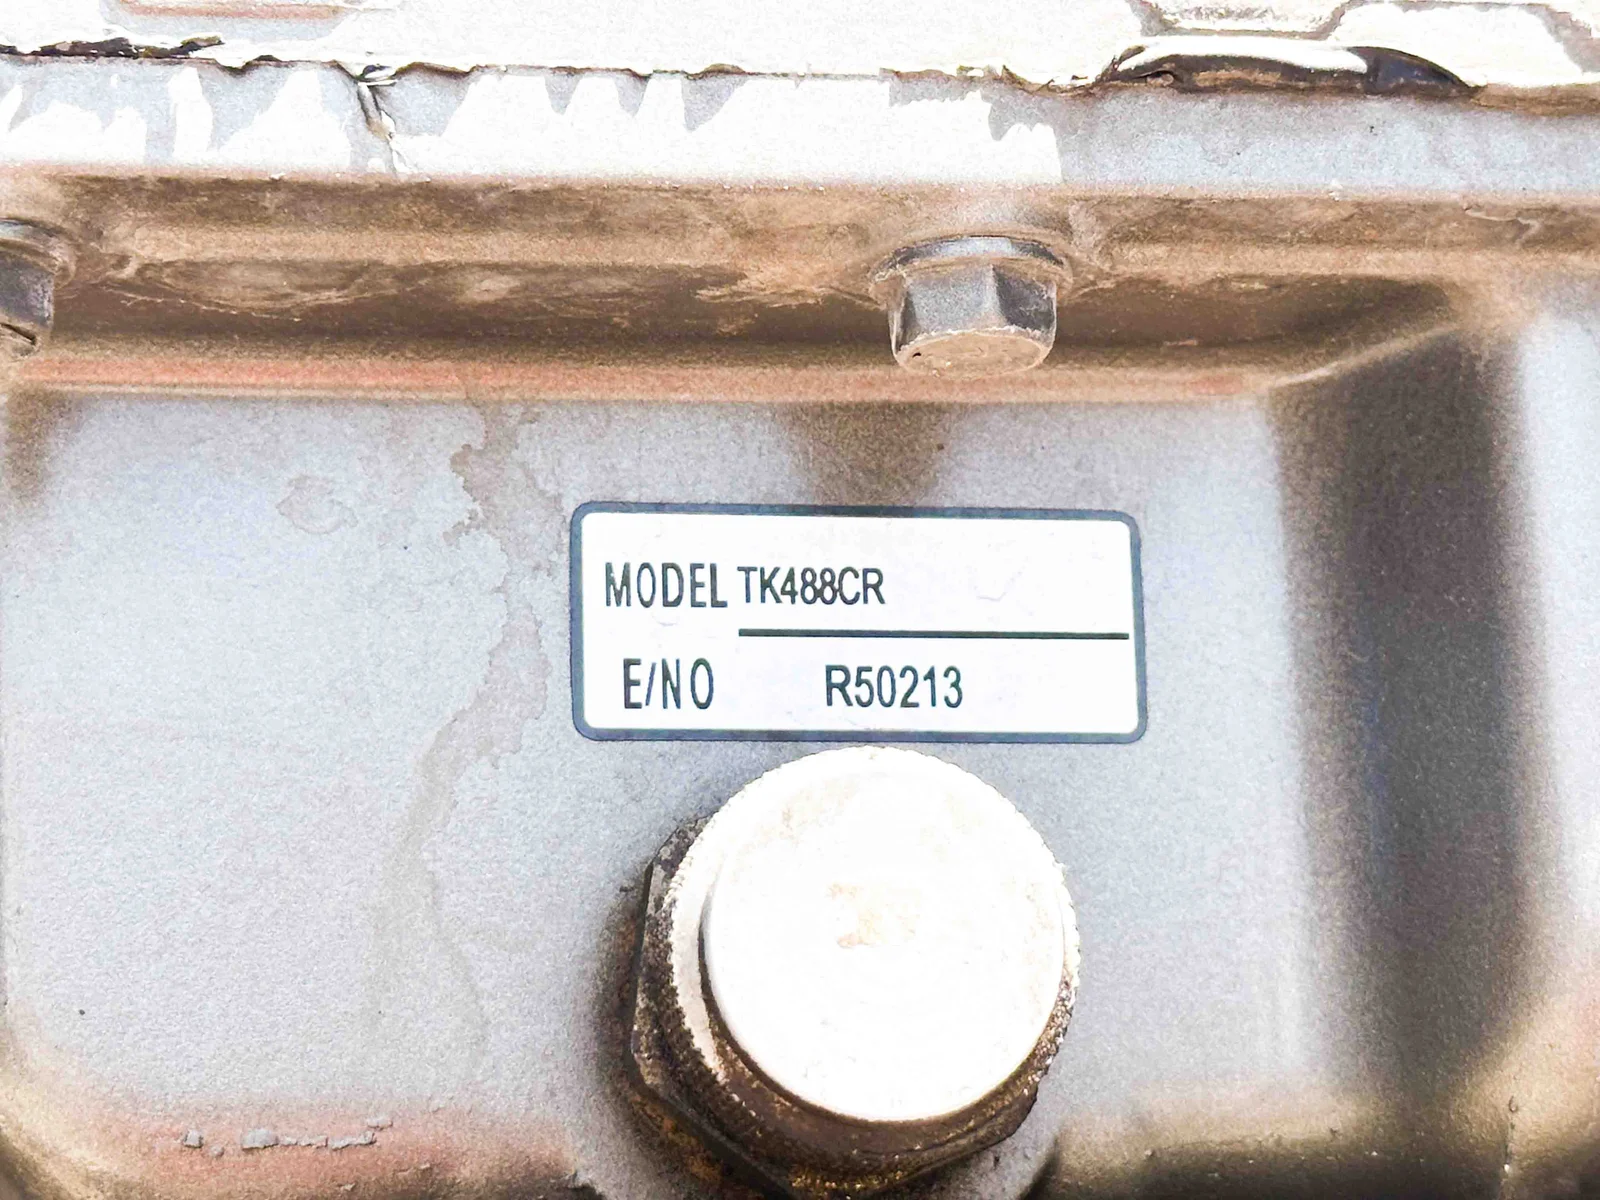 MODEL TK488CR
E/NO R50213